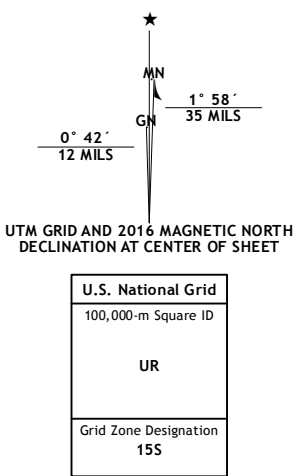 ★
MN
1° 58´
35 MILS
GN
0° 42´
12 MILS
UTM GRID AND 2016 MAGNETIC NORTH
DECLINATION AT CENTER OF SHEET
U.S. National Grid
100,000-m Square ID
UR
Grid Zone Designation
15S